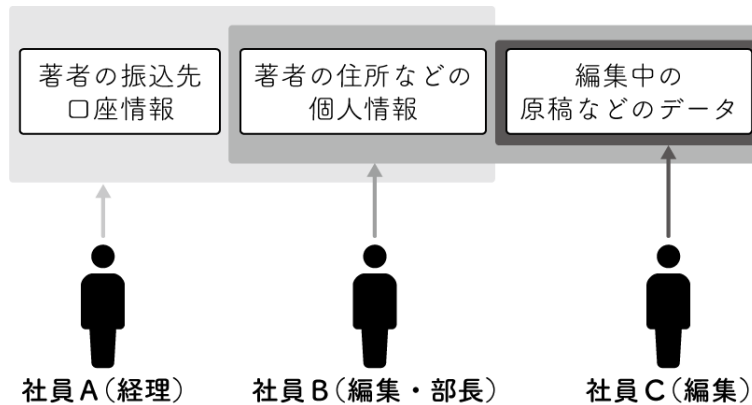 著者の振込先
口座情報
著者の住所などの
個人情報
編集中の
原稿などのデータ
社員A（経理）
社員B（編集・部長）
社員C（編集）